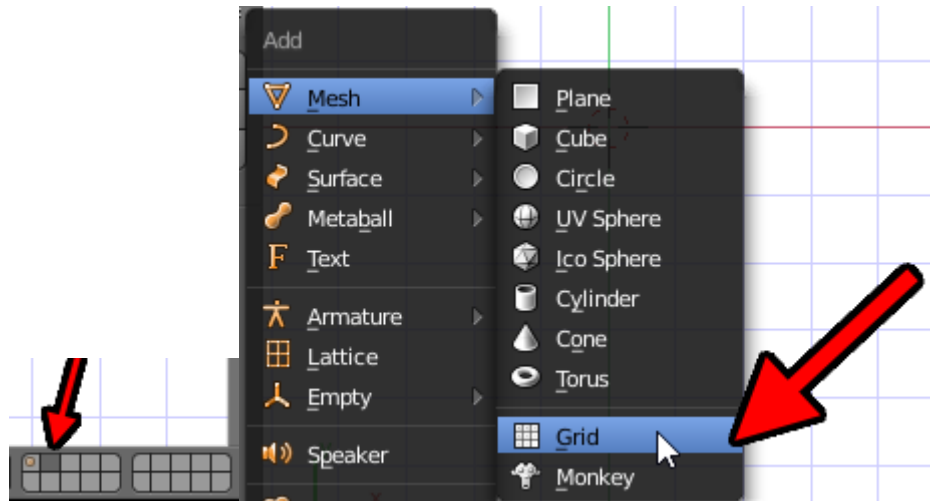 Add
Mesh
Curve
Surface
Metaball
Text
Armature
Lattice
Empty
Speaker
Plane
Cube
Circle
UV Sphere
Ico Sphere
Cylinder
Cone
Torus
Grid
Monkey